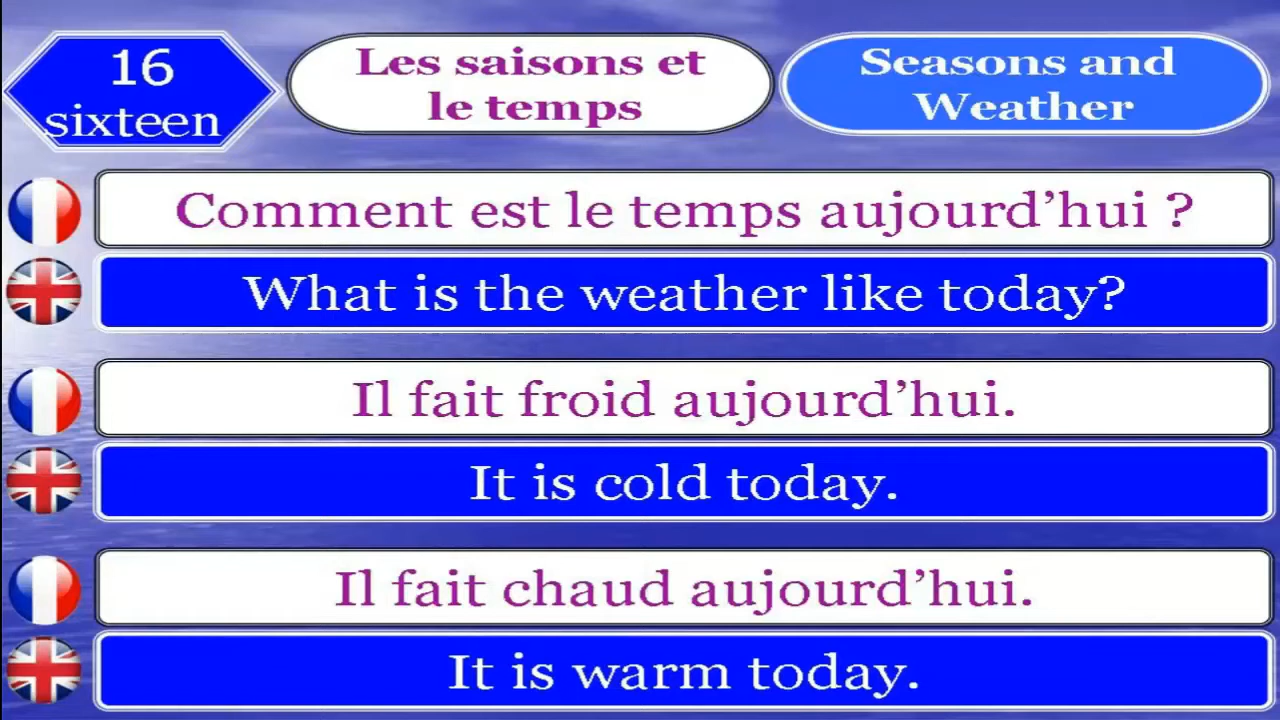 16
sixteen
Les saisons et
le temps
Seasons and
Weather
Comment est le temps aujourd’hui ?
What is the weather like today?
Il fait froid aujourd’hui.
It is cold today.
Il fait chaud aujourd’hui.
It is warm today.